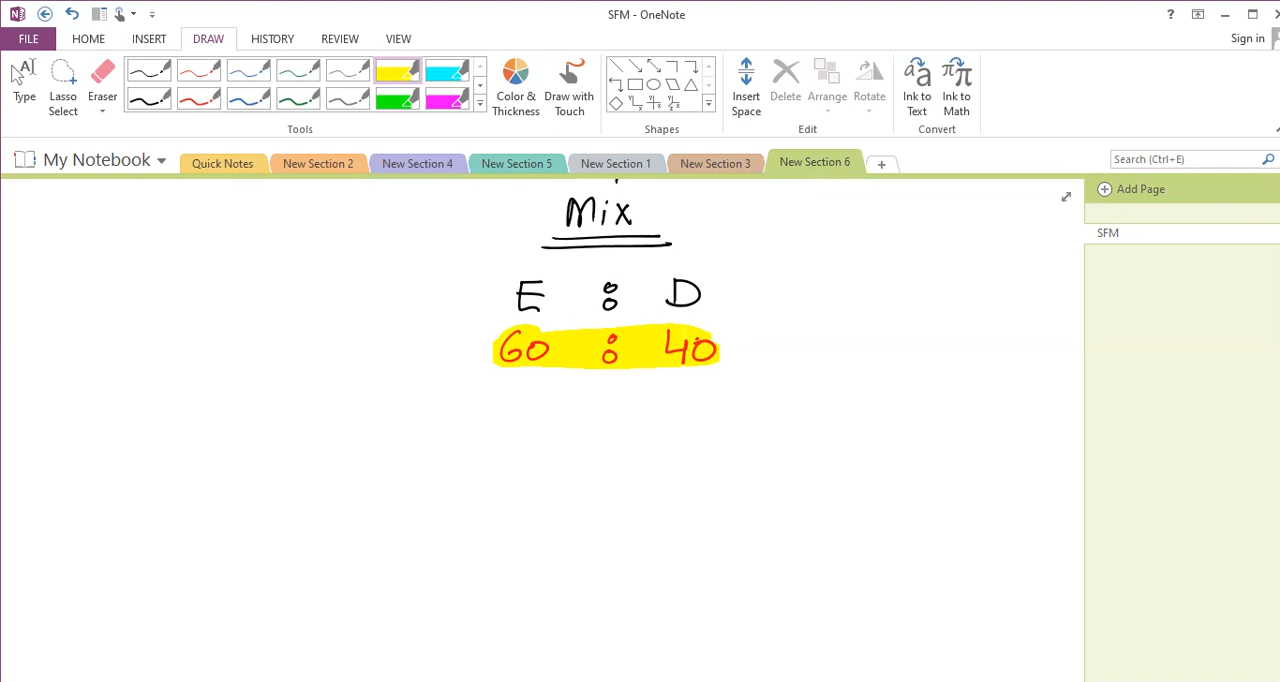 SFM - OneNote
?
Sign in
FILE HOME INSERT DRAW HISTORY REVIEW VIEW
Type
Lasso
Select
Eraser
Color &
Thickness
Draw with
Touch
Insert
Space
Delete
Arrange
Rotate
Ink to
Text
Ink to
Math
Tools Shapes Edit Convert
My Notebook Quick Notes New Section 2 New Section 4 New Section 5 New Section 1 New Section 3 New Section 6
Search (Ctrl+E)
Add Page
SFM
Mix
E : D
60 : 40